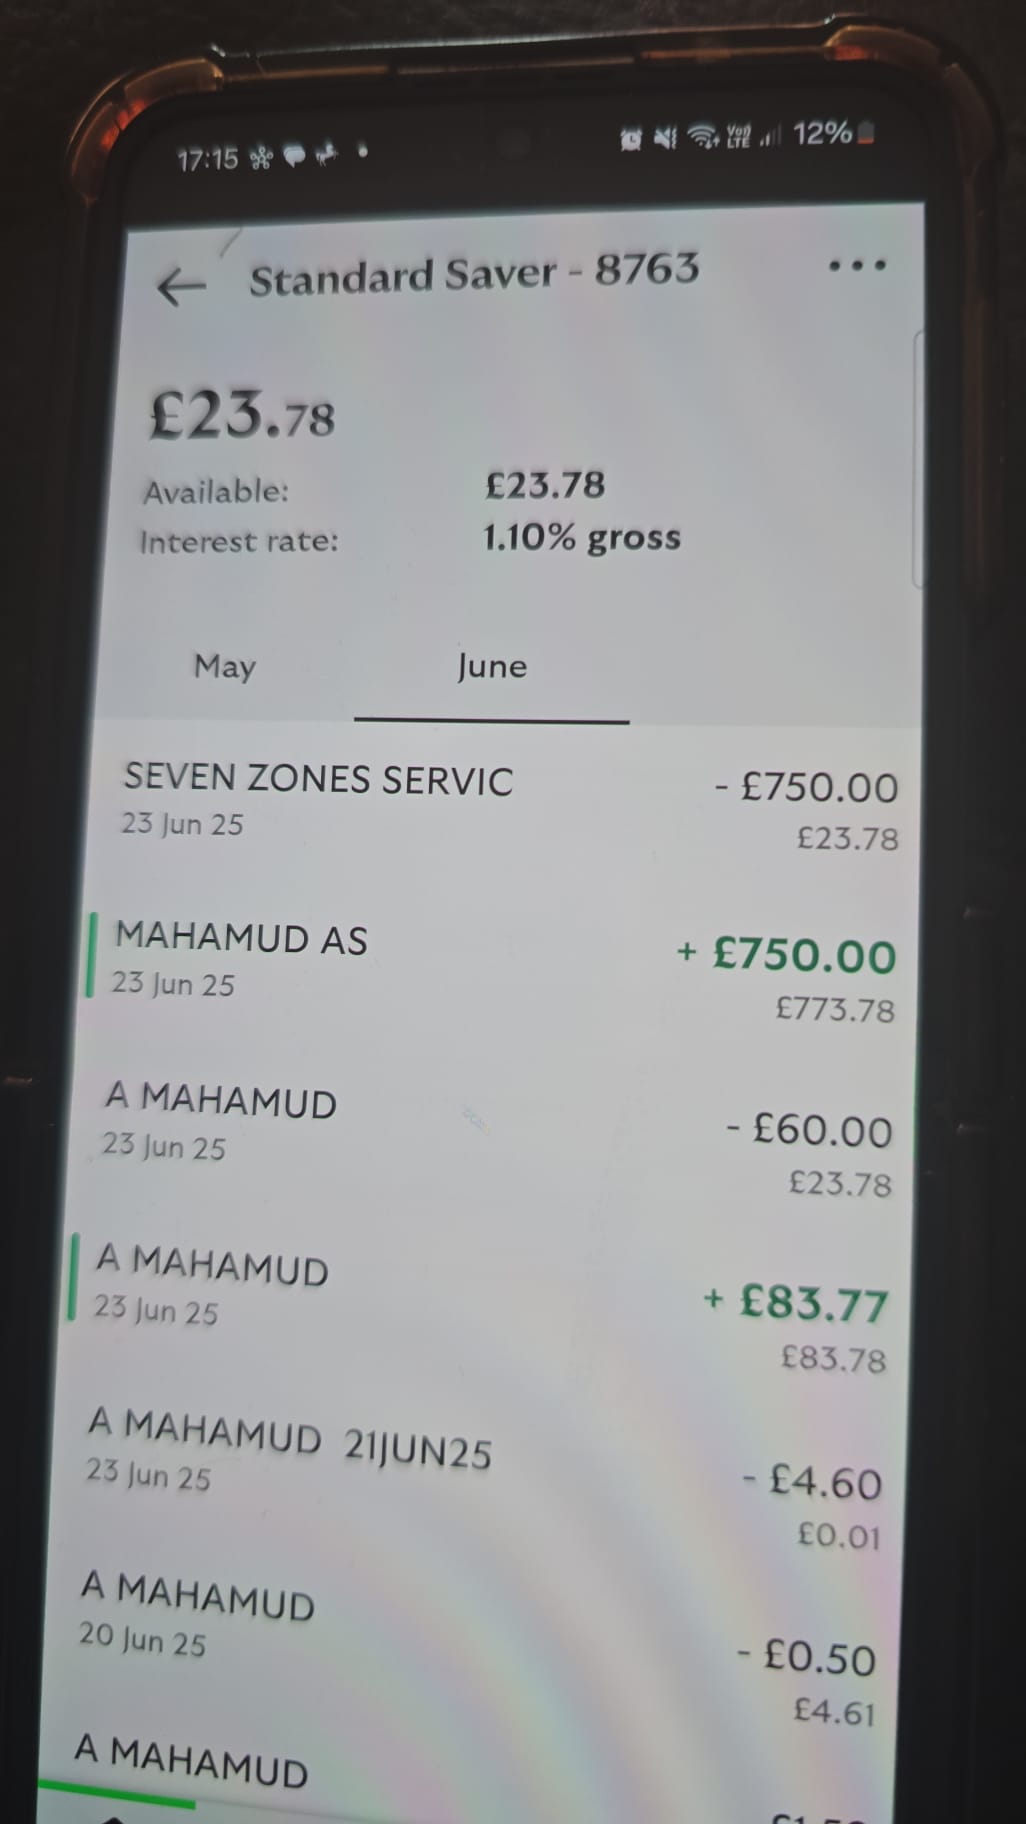 17:15 Vo)) LTE 12%
Standard Saver - 8763
£23.78
Available: £23.78
Interest rate: 1.10% gross
May June
SEVEN ZONES SERVIC - £750.00
23 Jun 25 £23.78
MAHAMUD AS + £750.00
23 Jun 25 £773.78
A MAHAMUD - £60.00
23 Jun 25 £23.78
A MAHAMUD + £83.77
23 Jun 25 £83.78
A MAHAMUD 21JUN25 - £4.60
23 Jun 25 £0.01
A MAHAMUD - £0.50
20 Jun 25 £4.61
A MAHAMUD